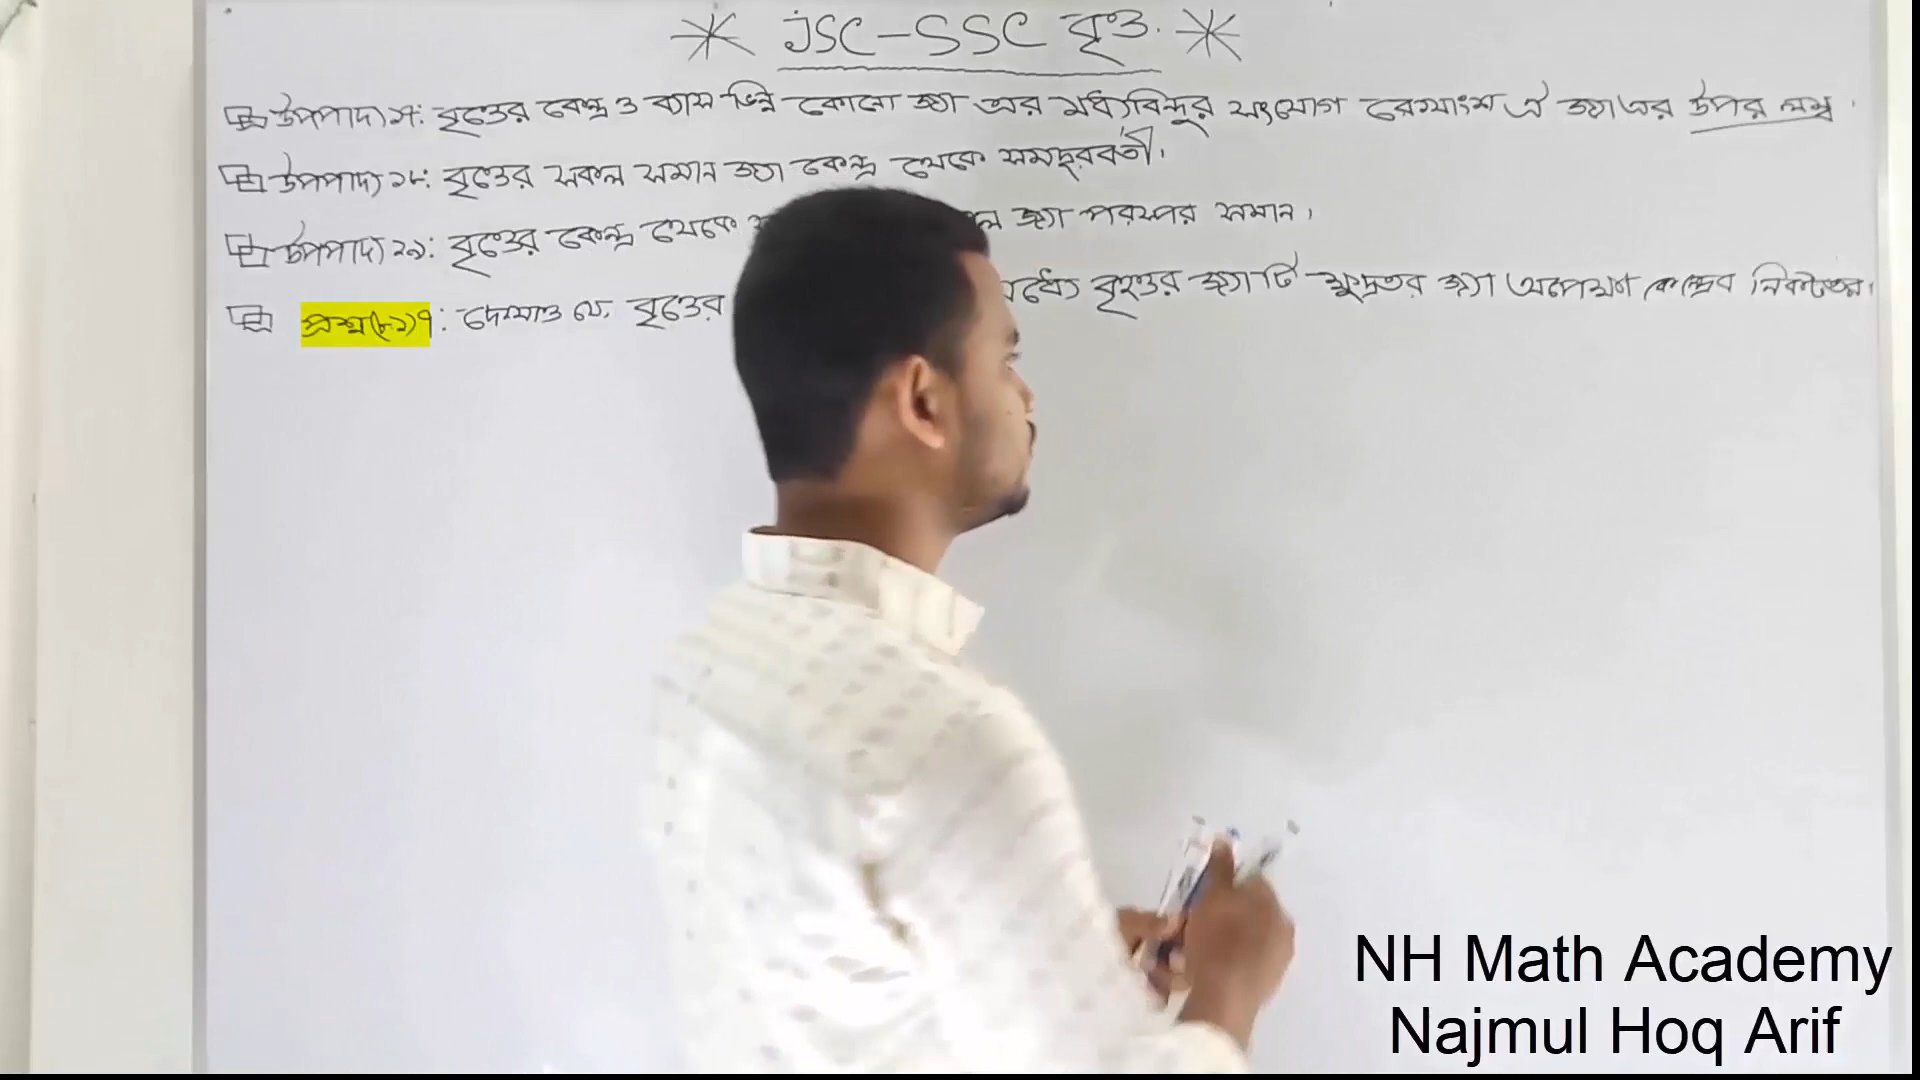 JSC-SSC বৃত্ত.
উপপাদ্য ১৭: বৃত্তের কেন্দ্র ও ব্যাস ভিন্ন কোনো জ্যা এর মধ্যবিন্দুর সংযোগ রেখাংশ ঐ জ্যা এর উপর লম্ব।
উপপাদ্য ১৮: বৃত্তের সকল সমান জ্যা কেন্দ্র থেকে সমদূরবর্তী।
উপপাদ্য ১৯: বৃত্তের কেন্দ্র থেকে জ্যা পরস্পর সমান।
প্রশ্ন(৮.১)৭: দেখাও যে, বৃত্তের বৃহত্তর জ্যাটি ক্ষুদ্রতর জ্যা অপেক্ষা কেন্দ্রের নিকটতর।
NH Math Academy
Najmul Hoq Arif